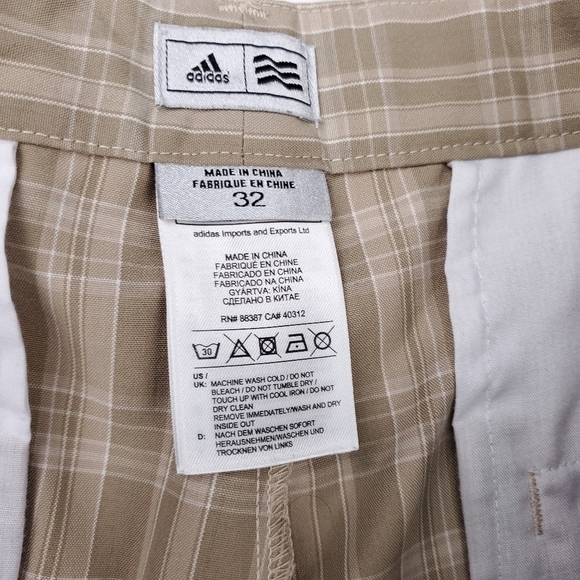 adidas
MADE IN CHINA
FABRIQUE EN CHINE
32
adidas Imports and Exports Ltd
MADE IN CHINA
FABRIQUÉ EN CHINE
FABRICADO EN CHINA
FABRICADO NA CHINA
GYÁRTVA: KÍNA
СДЕЛАНО В КИТАЕ
RN# 88387 CA# 40312
30
US /
UK: MACHINE WASH COLD / DO NOT
BLEACH / DO NOT TUMBLE DRY /
TOUCH UP WITH COOL IRON / DO NOT
DRY CLEAN
REMOVE IMMEDIATELY/WASH AND DRY
INSIDE OUT
D: NACH DEM WASCHEN SOFORT
HERAUSNEHMEN/WASCHEN UND
TROCKNEN VON LINKS